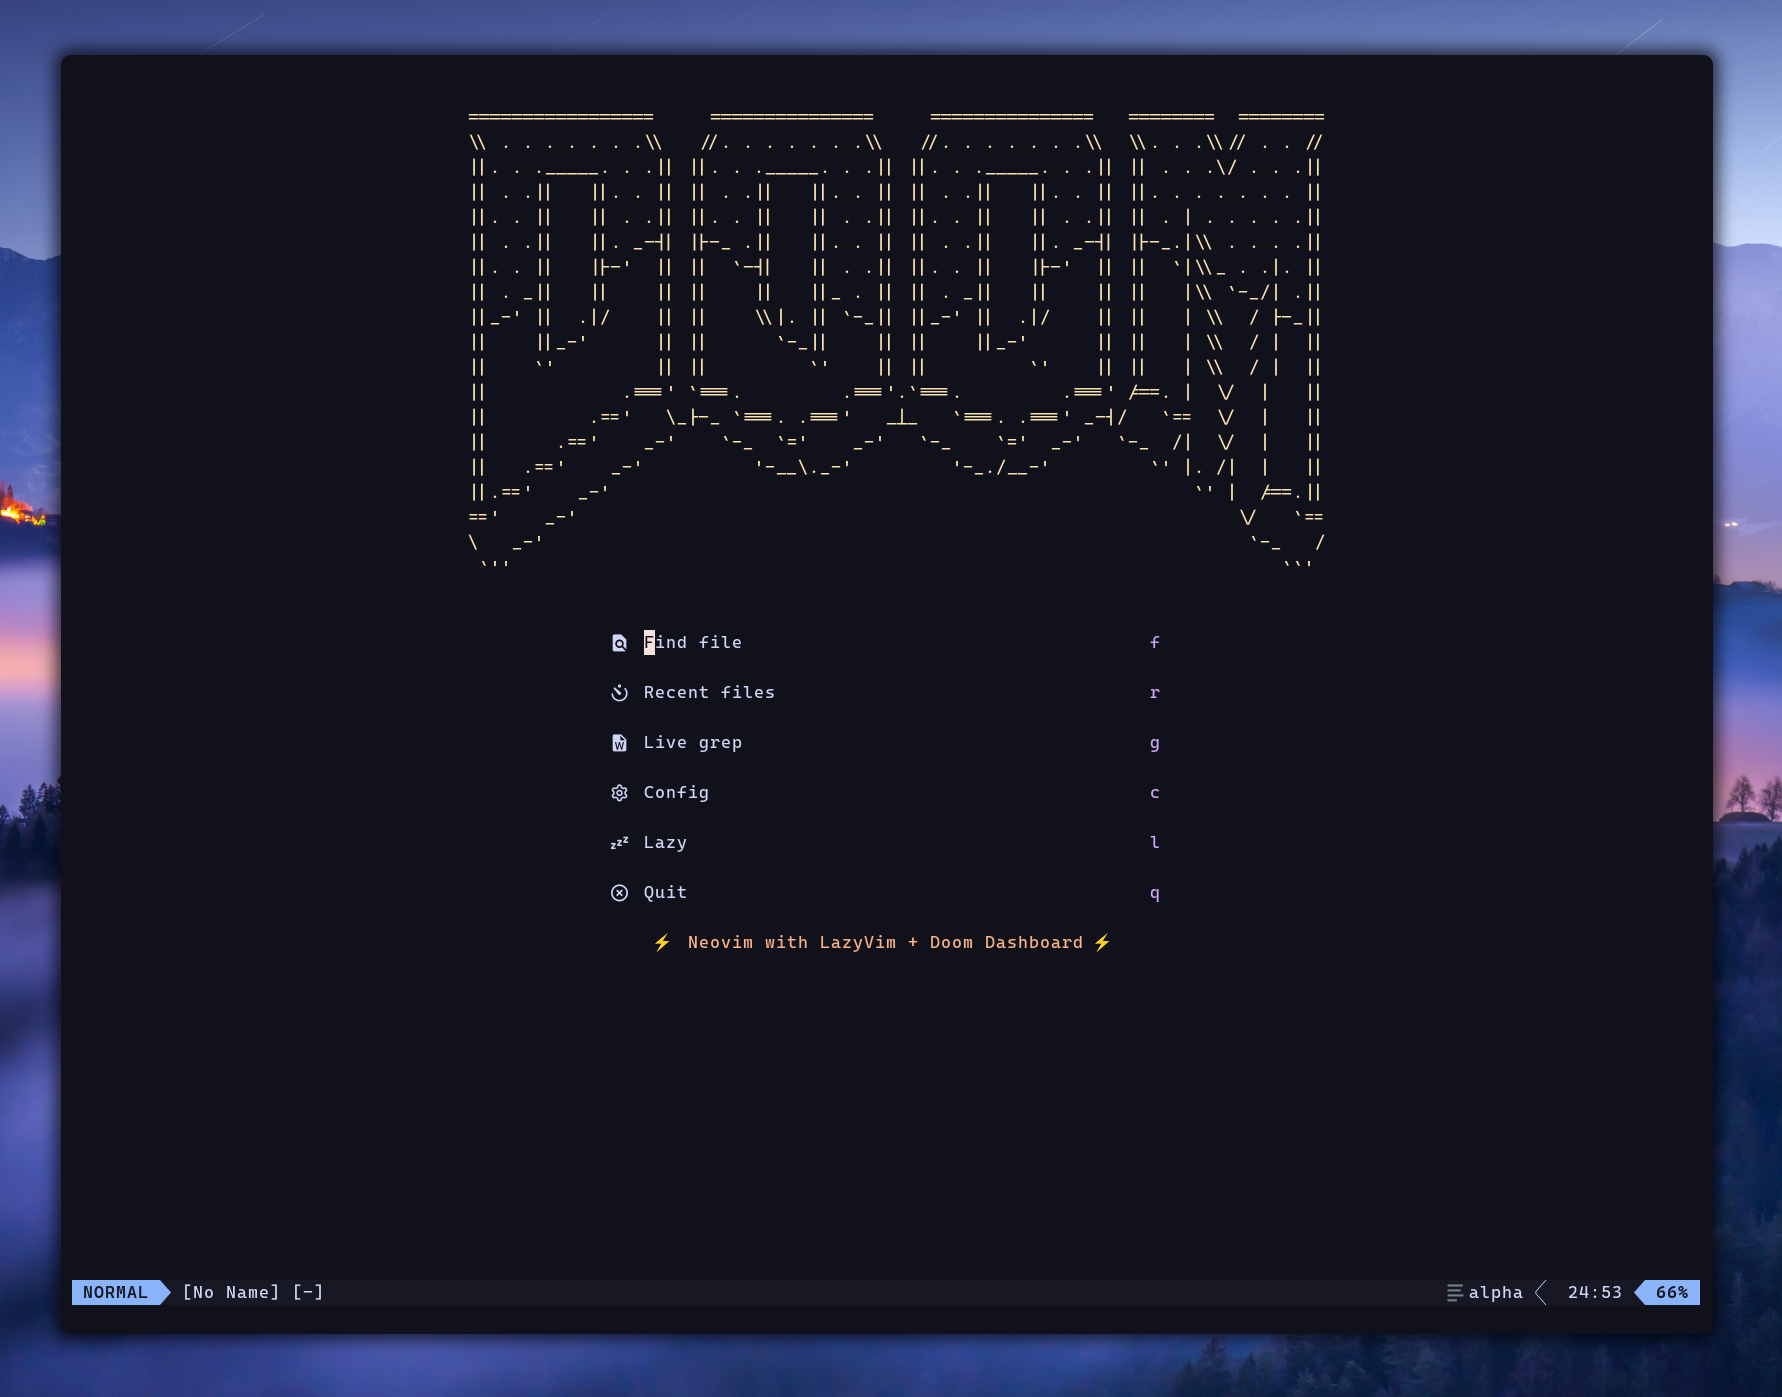 Find file f
Recent files r
Live grep g
Config c
Lazy l
Quit q
⚡ Neovim with LazyVim + Doom Dashboard ⚡
NORMAL [No Name] [-] alpha 24:53 66%